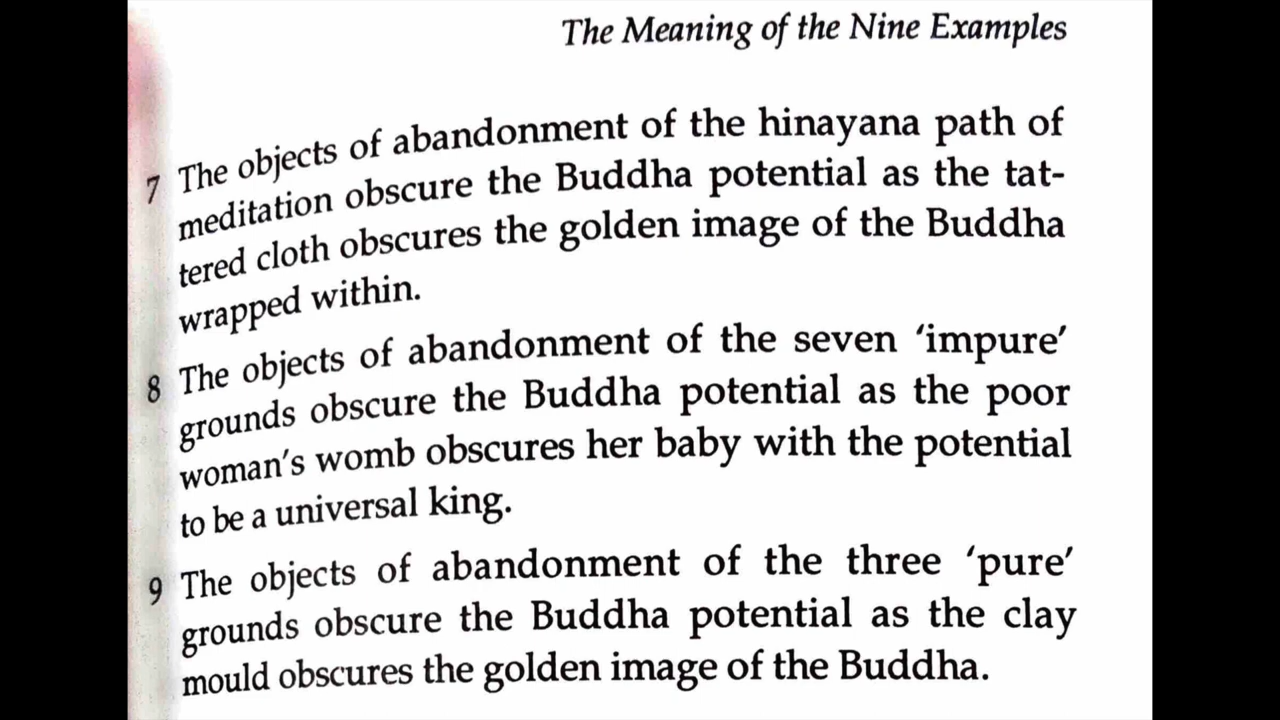 The Meaning of the Nine Examples
7 The objects of abandonment of the hinayana path of
meditation obscure the Buddha potential as the tat-
tered cloth obscures the golden image of the Buddha
wrapped within.
8 The objects of abandonment of the seven ‘impure’
grounds obscure the Buddha potential as the poor
woman’s womb obscures her baby with the potential
to be a universal king.
9 The objects of abandonment of the three ‘pure’
grounds obscure the Buddha potential as the clay
mould obscures the golden image of the Buddha.